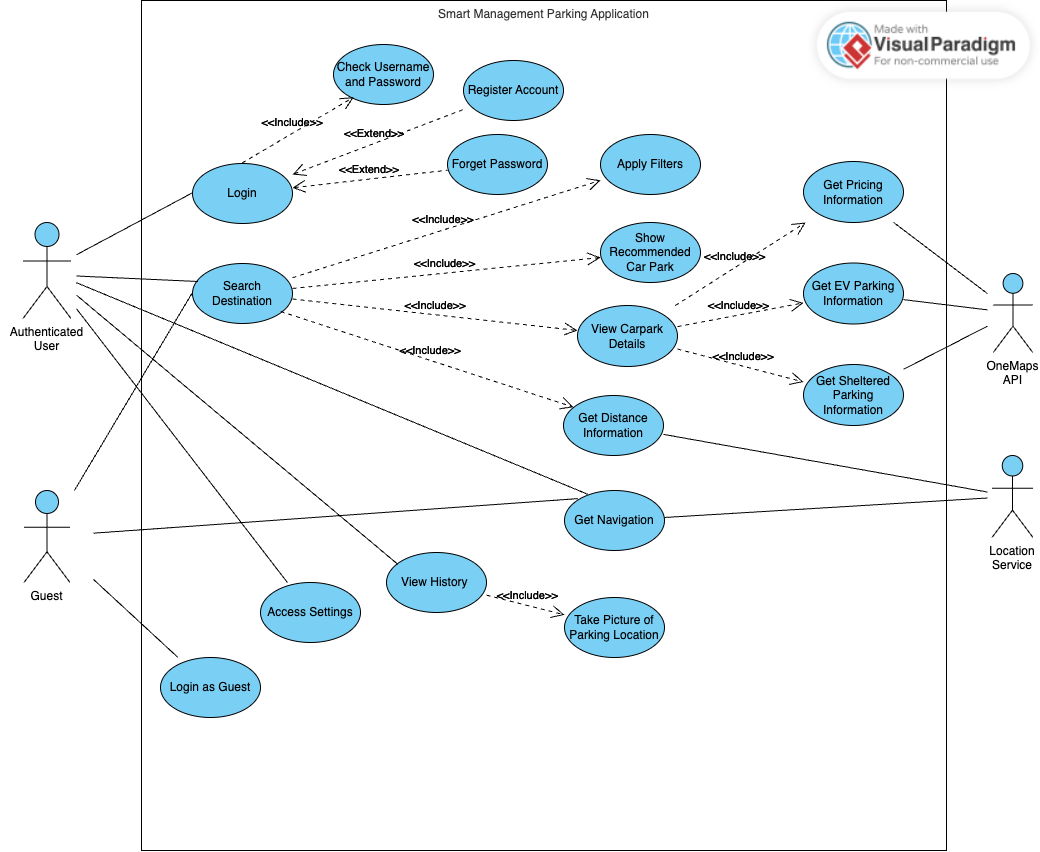 Smart Management Parking Application
Made with
Visual Paradigm
For non-commercial use
Check Username
and Password
Register Account
<<Include>>
<<Extend>>
Forget Password
<<Extend>>
Apply Filters
Login
Get Pricing
Information
<<Include>>
Show
Recommended
Car Park
<<Include>>
<<Include>>
Search
Destination
Get EV Parking
Information
<<Include>>
<<Include>>
Authenticated
User
View Carpark
Details
<<Include>>
<<Include>>
OneMaps
API
Get Sheltered
Parking
Information
Get Distance
Information
Get Navigation
Location
Service
Guest
View History
<<Include>>
Access Settings
Take Picture of
Parking Location
Login as Guest